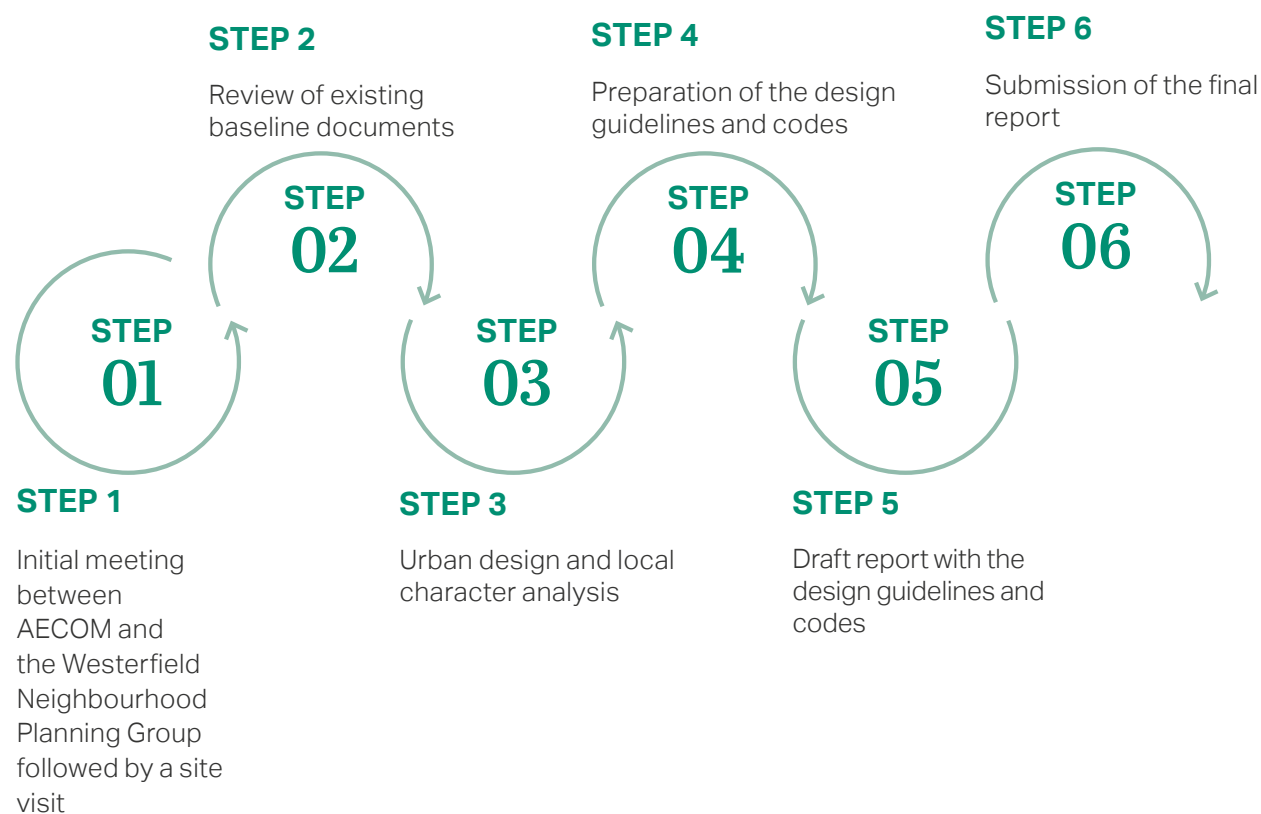 STEP 1
STEP
01
Initial meeting
between
AECOM and
the Westerfield
Neighbourhood
Planning Group
followed by a site
visit
STEP 2
Review of existing
baseline documents
STEP
02
STEP
03
STEP 3
Urban design and local
character analysis
STEP 4
Preparation of the design
guidelines and codes
STEP
04
STEP
05
STEP 5
Draft report with the
design guidelines and
codes
STEP 6
Submission of the final
report
STEP
06